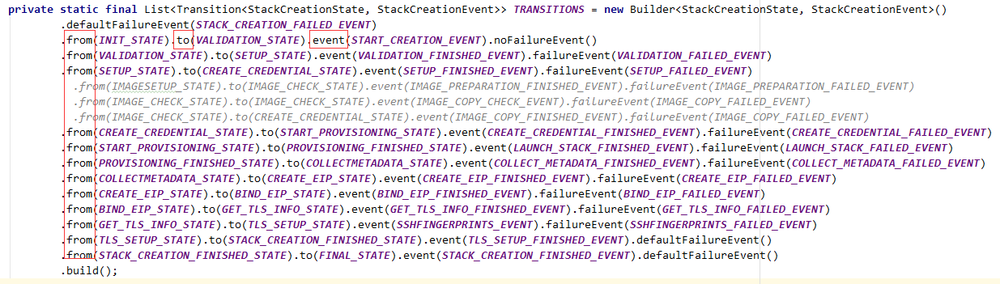 private static final List<Transition<StackCreationState, StackCreationEvent>> TRANSITIONS = new Builder<StackCreationState, StackCreationEvent>()
.defaultFailureEvent(STACK_CREATION_FAILED_EVENT)
.from(INIT_STATE).to(VALIDATION_STATE).event(START_CREATION_EVENT).noFailureEvent()
.from(VALIDATION_STATE).to(SETUP_STATE).event(VALIDATION_FINISHED_EVENT).failureEvent(VALIDATION_FAILED_EVENT)
.from(SETUP_STATE).to(CREATE_CREDENTIAL_STATE).event(SETUP_FINISHED_EVENT).failureEvent(SETUP_FAILED_EVENT)
.from(IMAGESETUP_STATE).to(IMAGE_CHECK_STATE).event(IMAGE_PREPARATION_FINISHED_EVENT).failureEvent(IMAGE_PREPARATION_FAILED_EVENT)
.from(IMAGE_CHECK_STATE).to(IMAGE_CHECK_STATE).event(IMAGE_COPY_CHECK_EVENT).failureEvent(IMAGE_COPY_FAILED_EVENT)
.from(IMAGE_CHECK_STATE).to(CREATE_CREDENTIAL_STATE).event(IMAGE_COPY_FINISHED_EVENT).failureEvent(IMAGE_COPY_FAILED_EVENT)
.from(CREATE_CREDENTIAL_STATE).to(START_PROVISIONING_STATE).event(CREATE_CREDENTIAL_FINISHED_EVENT).failureEvent(CREATE_CREDENTIAL_FAILED_EVENT)
.from(START_PROVISIONING_STATE).to(PROVISIONING_FINISHED_STATE).event(LAUNCH_STACK_FINISHED_EVENT).failureEvent(LAUNCH_STACK_FAILED_EVENT)
.from(PROVISIONING_FINISHED_STATE).to(COLLECTMETADATA_STATE).event(COLLECT_METADATA_FINISHED_EVENT).failureEvent(COLLECT_METADATA_FAILED_EVENT)
.from(COLLECTMETADATA_STATE).to(CREATE_EIP_STATE).event(CREATE_EIP_FINISHED_EVENT).failureEvent(CREATE_EIP_FAILED_EVENT)
.from(CREATE_EIP_STATE).to(BIND_EIP_STATE).event(BIND_EIP_FINISHED_EVENT).failureEvent(BIND_EIP_FAILED_EVENT)
.from(BIND_EIP_STATE).to(GET_TLS_INFO_STATE).event(GET_TLS_INFO_FINISHED_EVENT).failureEvent(GET_TLS_INFO_FAILED_EVENT)
.from(GET_TLS_INFO_STATE).to(TLS_SETUP_STATE).event(SSHFINGERPRINTS_EVENT).failureEvent(SSHFINGERPRINTS_FAILED_EVENT)
.from(TLS_SETUP_STATE).to(STACK_CREATION_FINISHED_STATE).event(TLS_SETUP_FINISHED_EVENT).defaultFailureEvent()
.from(STACK_CREATION_FINISHED_STATE).to(FINAL_STATE).event(STACK_CREATION_FINISHED_EVENT).defaultFailureEvent()
.build();